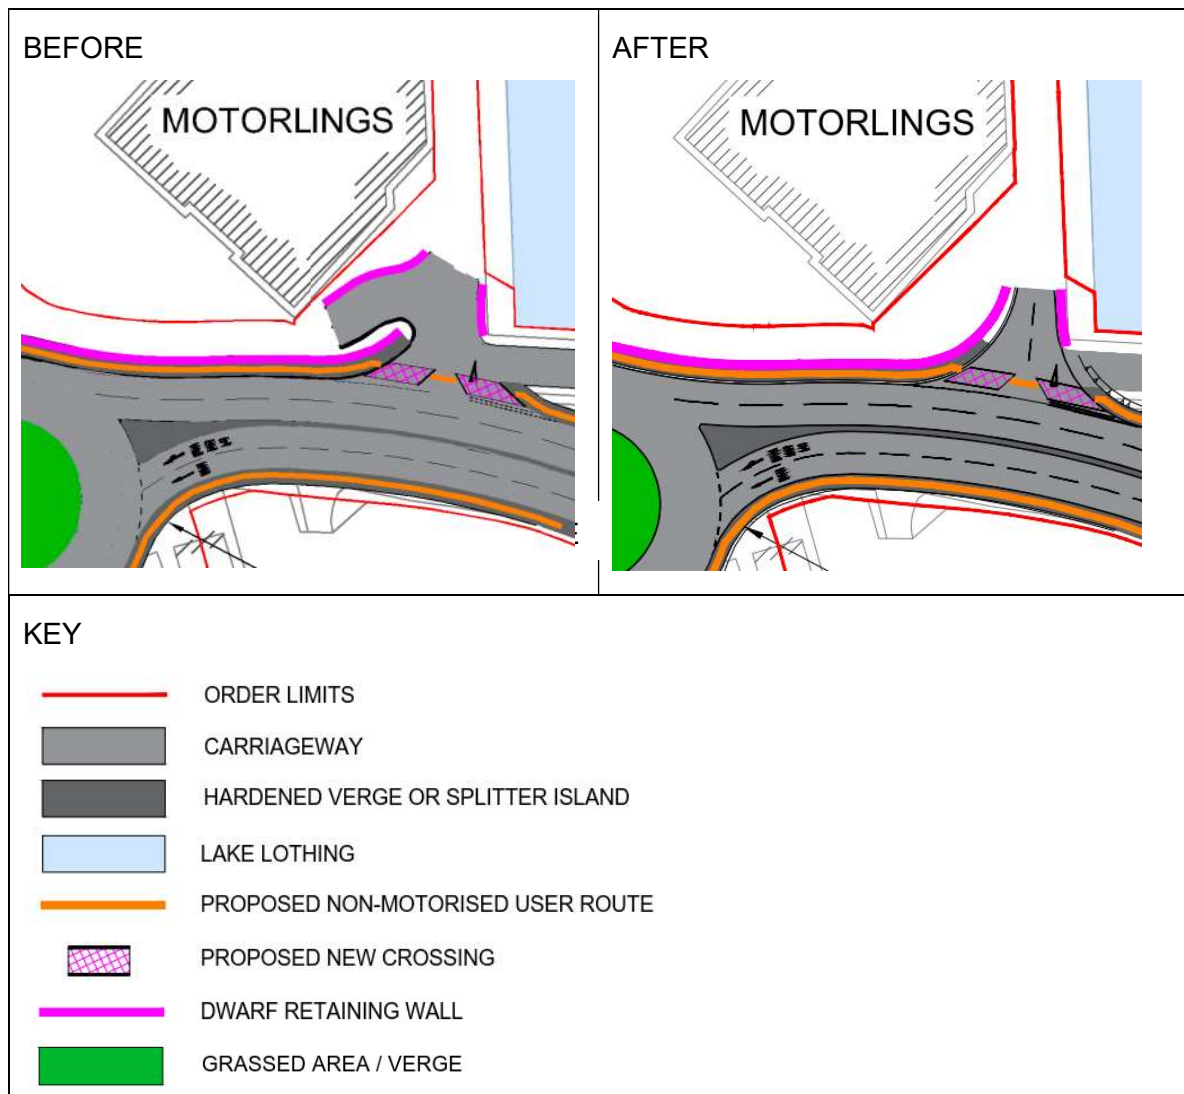 BEFORE
AFTER
MOTORLINGS
MOTORLINGS
KEY
ORDER LIMITS
CARRIAGEWAY
HARDENED VERGE OR SPLITTER ISLAND
LAKE LOTHING
PROPOSED NON-MOTORISED USER ROUTE
PROPOSED NEW CROSSING
DWARF RETAINING WALL
GRASSED AREA / VERGE